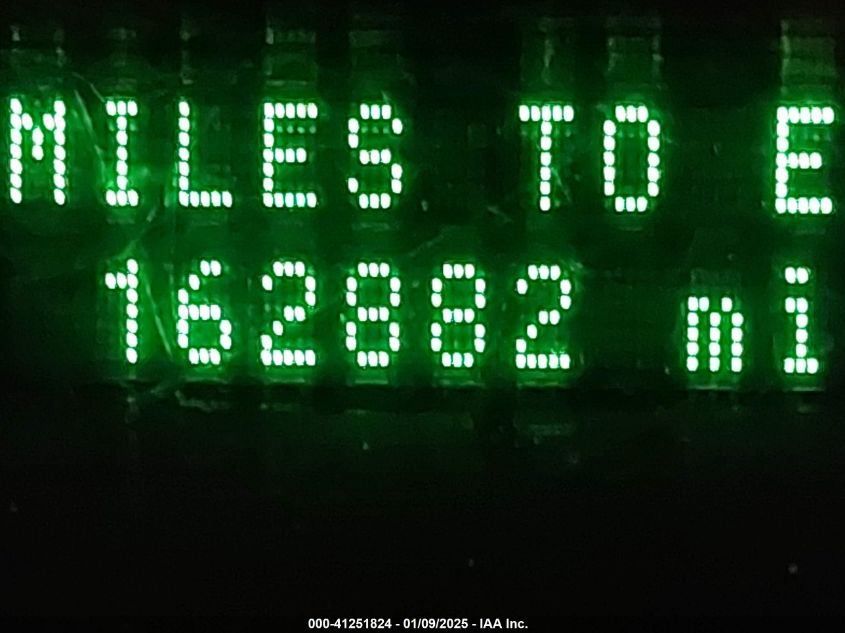 MILES TO E
162882 mi
000-41251824 - 01/09/2025 - IAA Inc.